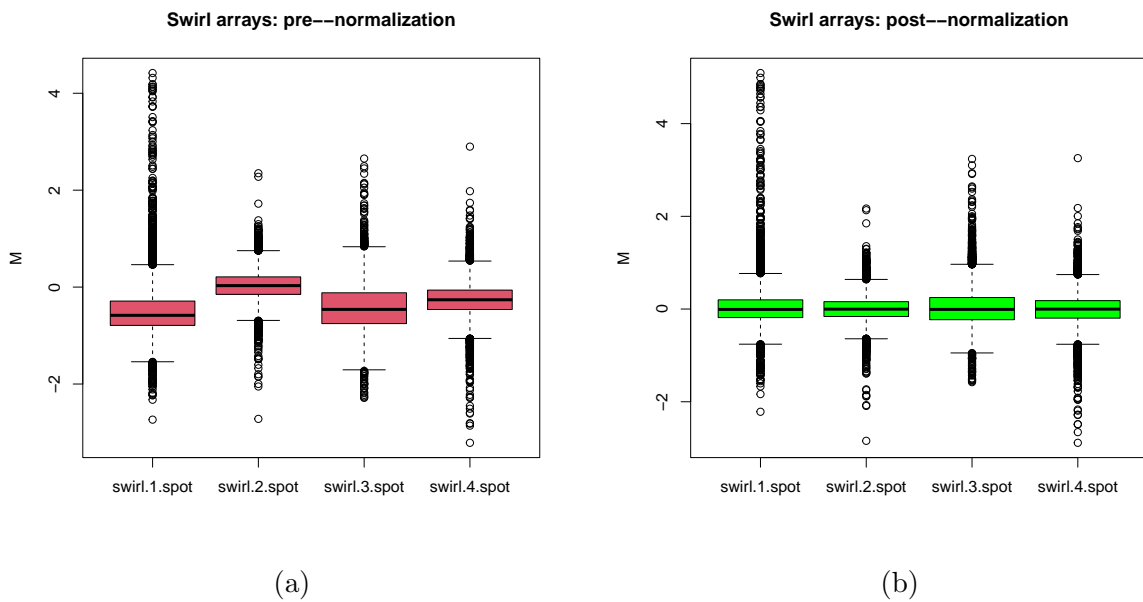 Swirl arrays: pre−−normalization
M
4
2
0
−2
swirl.1.spot swirl.2.spot swirl.3.spot swirl.4.spot
(a)
Swirl arrays: post−−normalization
M
4
2
0
−2
swirl.1.spot swirl.2.spot swirl.3.spot swirl.4.spot
(b)